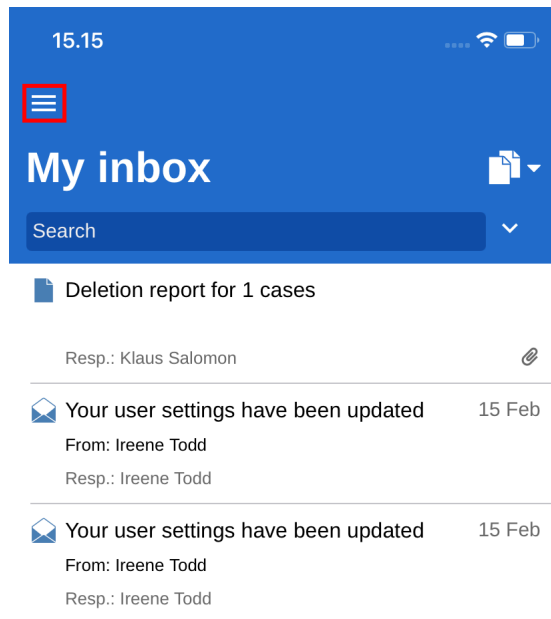 15.15
My inbox
Search
Deletion report for 1 cases
Resp.: Klaus Salomon
Your user settings have been updated 15 Feb
From: Ireene Todd
Resp.: Ireene Todd
Your user settings have been updated 15 Feb
From: Ireene Todd
Resp.: Ireene Todd